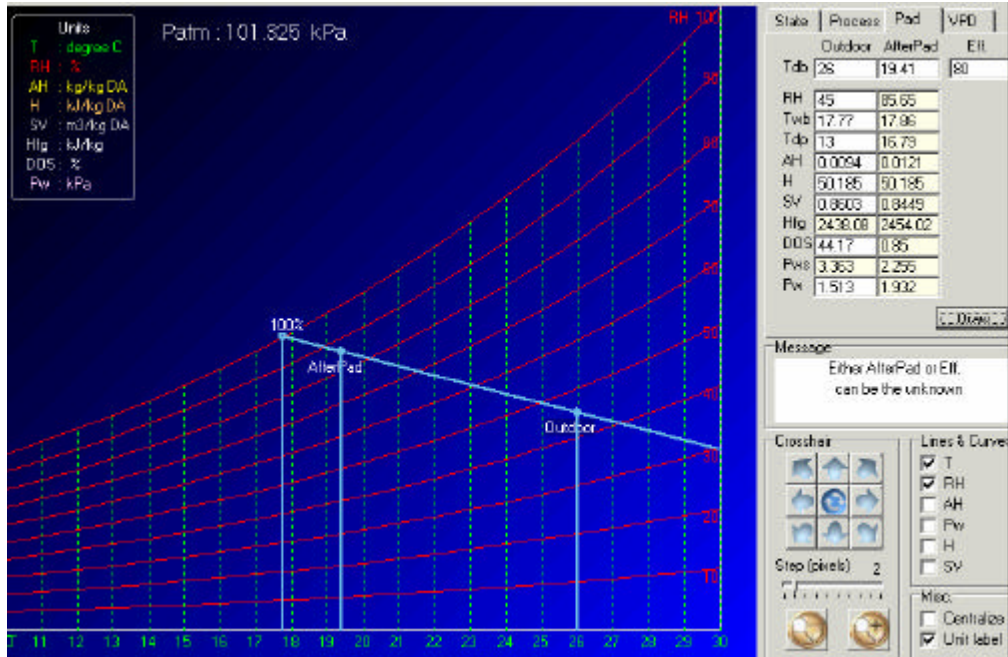 Units
T : degree C
RH : %
AH : kg/kg DA
H : kJ/kg DA
SV : m3/kg DA
Hfg : kJ/kg
DOS : %
Pw : kPa
Patm : 101.325 kPa
RH 100
90
80
70
60
50
40
30
20
10
100%
AfterPad
Outdoor
T 11 12 13 14 15 16 17 18 19 20 21 22 23 24 25 26 27 28 29 30
State Process Pad VPD
Outdoor AfterPad Eff.
Tdb 26 19.41 80
RH 45 85.65
Twb 17.77 17.86
Tdp 13 16.79
AH 0.0094 0.0121
H 50.185 50.185
SV 0.8603 0.8449
Hfg 2438.08 2454.02
DOS 44.17 0.85
Pws 3.363 2.255
Pw 1.513 1.932
Draw
Message
Either AfterPad or Eff.
can be the unknown
Crosshair
Step (pixels) 2
Lines & Curve
T
RH
AH
Pw
H
SV
Misc.
Centralize
Unit label